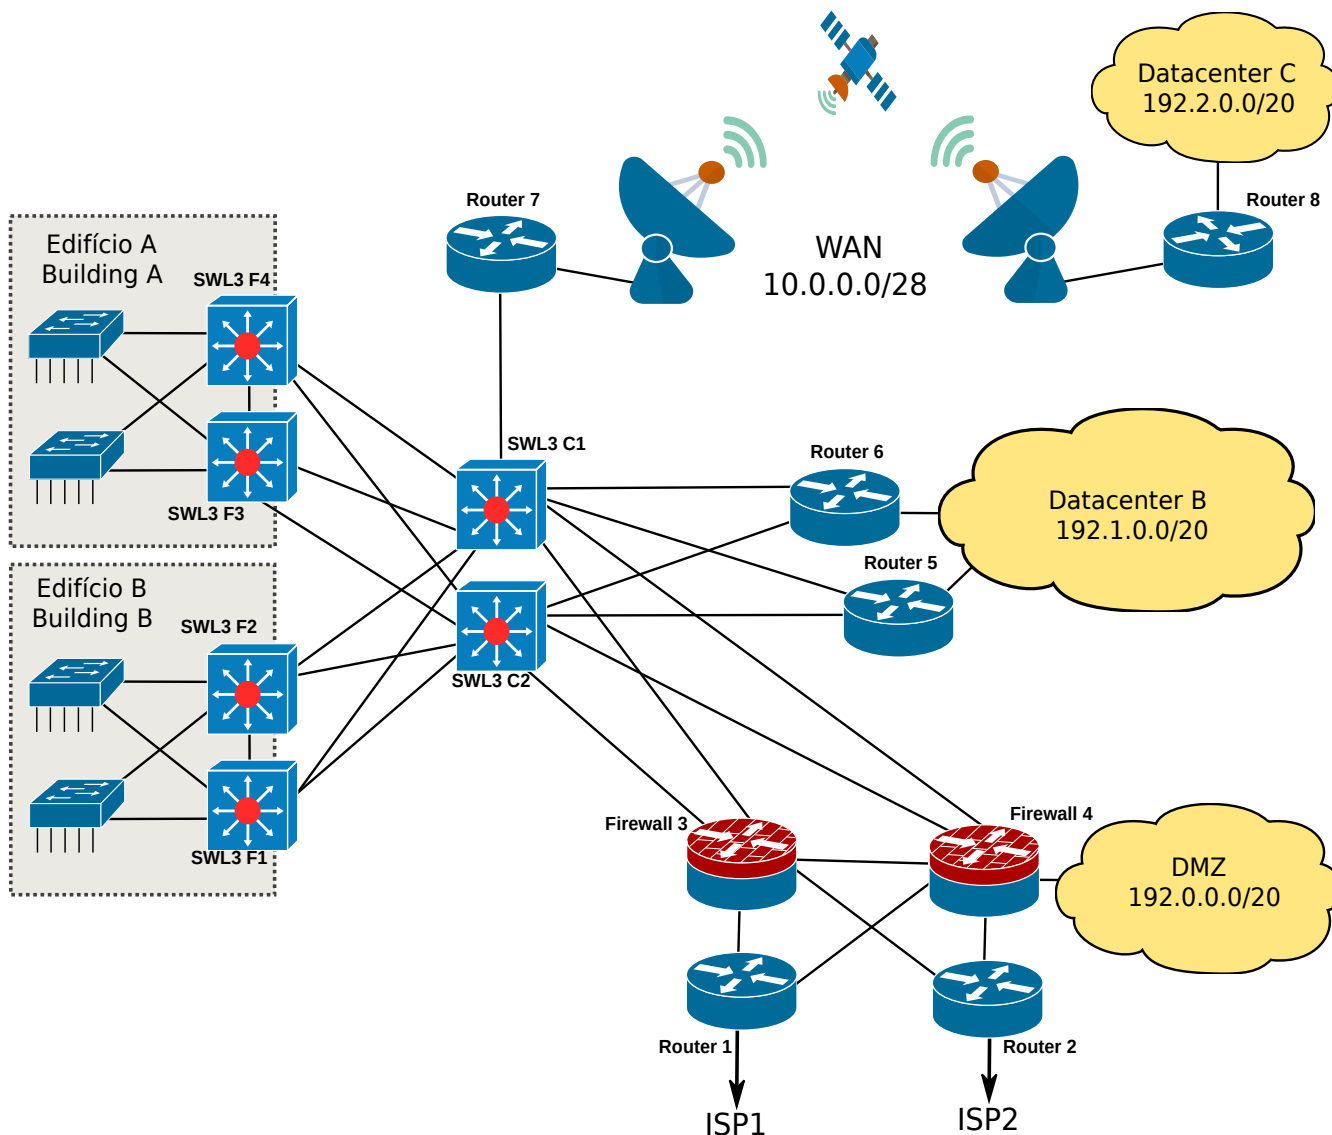 Datacenter C
192.2.0.0/20
Router 7
Router 8
WAN
10.0.0.0/28
Edifício A
Building A
SWL3 F4
SWL3 F3
SWL3 C1
Router 6
Datacenter B
192.1.0.0/20
Router 5
Edifício B
Building B
SWL3 F2
SWL3 C2
SWL3 F1
Firewall 3
Firewall 4
DMZ
192.0.0.0/20
Router 1
Router 2
ISP1
ISP2